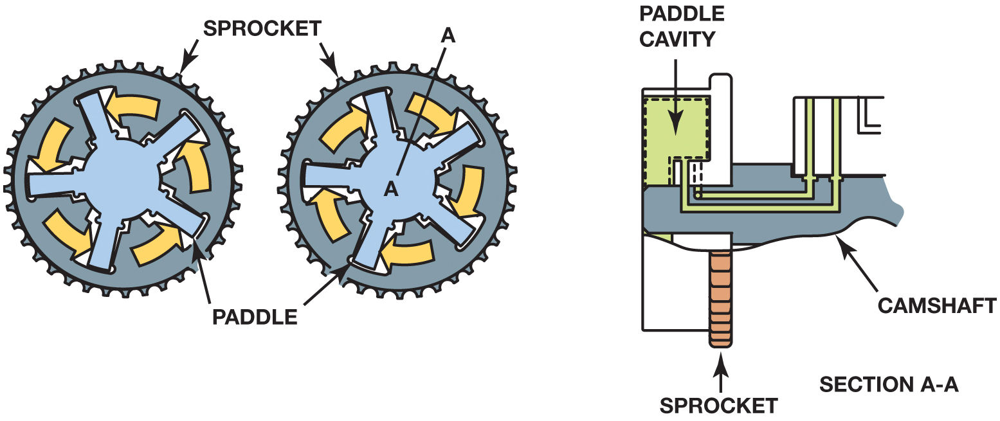 SPROCKET
A
A
PADDLE
PADDLE
CAVITY
CAMSHAFT
SPROCKET
SECTION A-A